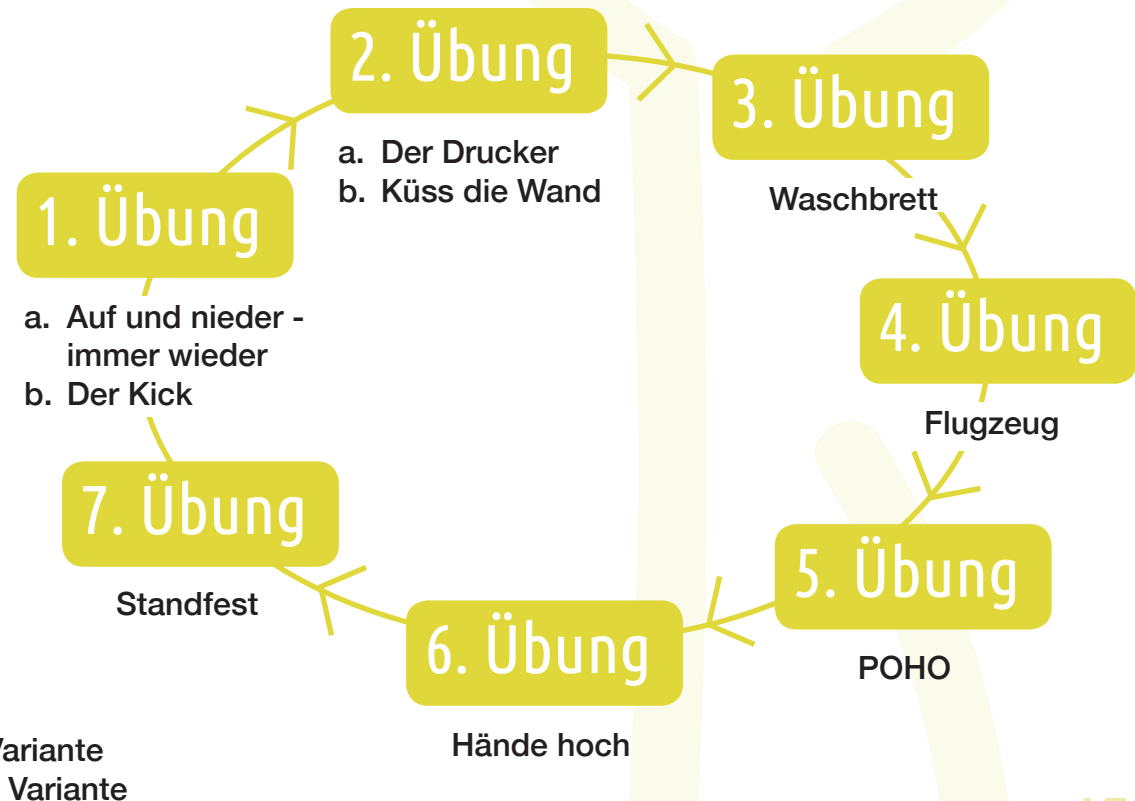 1. Übung
a. Auf und nieder -
immer wieder
b. Der Kick
2. Übung
a. Der Drucker
b. Küss die Wand
3. Übung
Waschbrett
4. Übung
Flugzeug
5. Übung
POHO
6. Übung
Hände hoch
7. Übung
Standfest
Variante
Variante